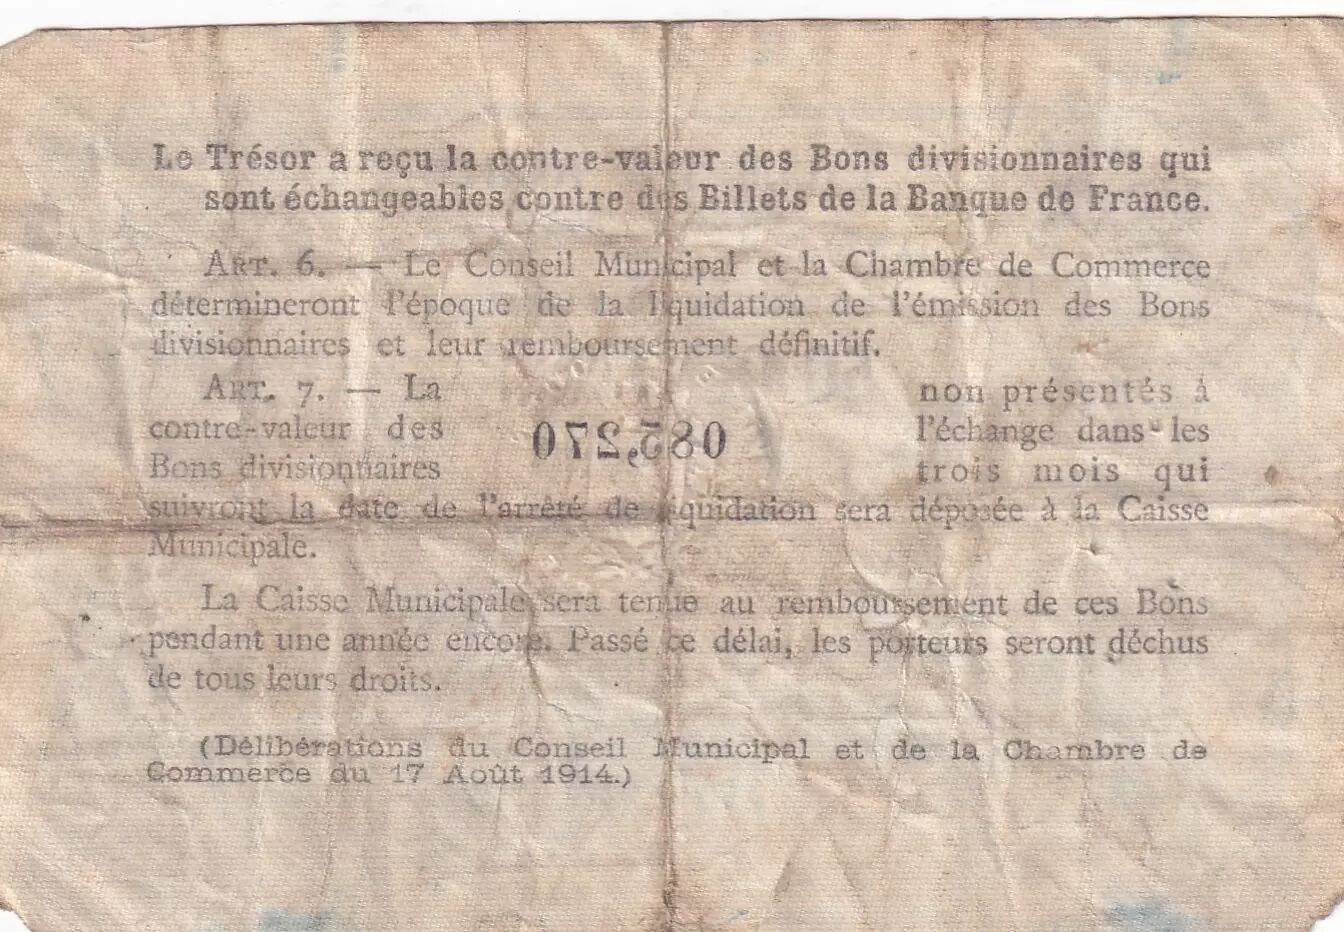 Le Trésor a reçu la contre-valeur des Bons divisionnaires qui
sont échangeables contre des Billets de la Banque de France.
ART. 6. — Le Conseil Municipal et la Chambre de Commerce
détermineront l'époque de la liquidation de l'émission des Bons
divisionnaires et leur remboursement définitif.
ART. 7. — La non présentés à
contre-valeur des 085,270 l'échange dans les
Bons divisionnaires trois mois qui
suivront la date de l'arrêté de liquidation sera déposée à la Caisse
Municipale.
La Caisse Municipale sera tenue au remboursement de ces Bons
pendant une année encore. Passé ce délai, les porteurs seront déchus
de tous leurs droits.
(Délibérations du Conseil Municipal et de la Chambre de
Commerce du 17 Août 1914.)